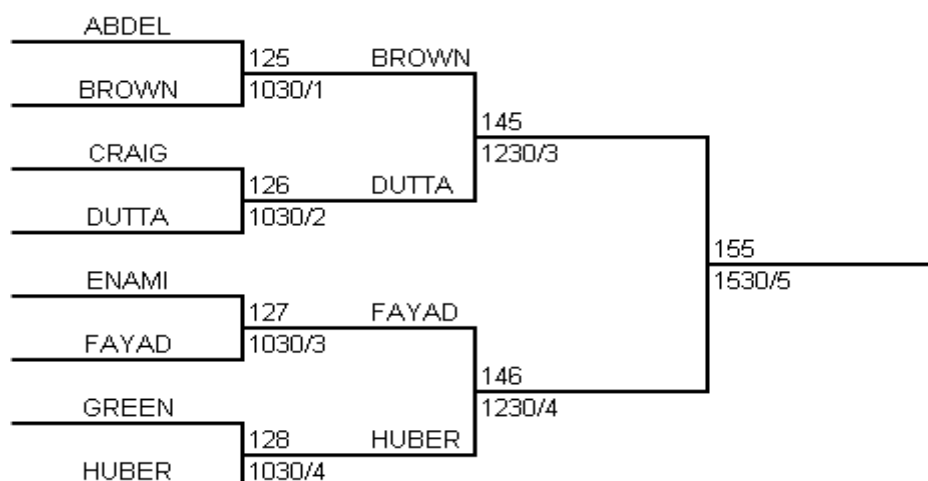 ABDEL
125 BROWN
BROWN 1030/1
145
1230/3
CRAIG
126 DUTTA
DUTTA 1030/2
155
1530/5
ENAMI
127 FAYAD
FAYAD 1030/3
146
1230/4
GREEN
128 HUBER
HUBER 1030/4